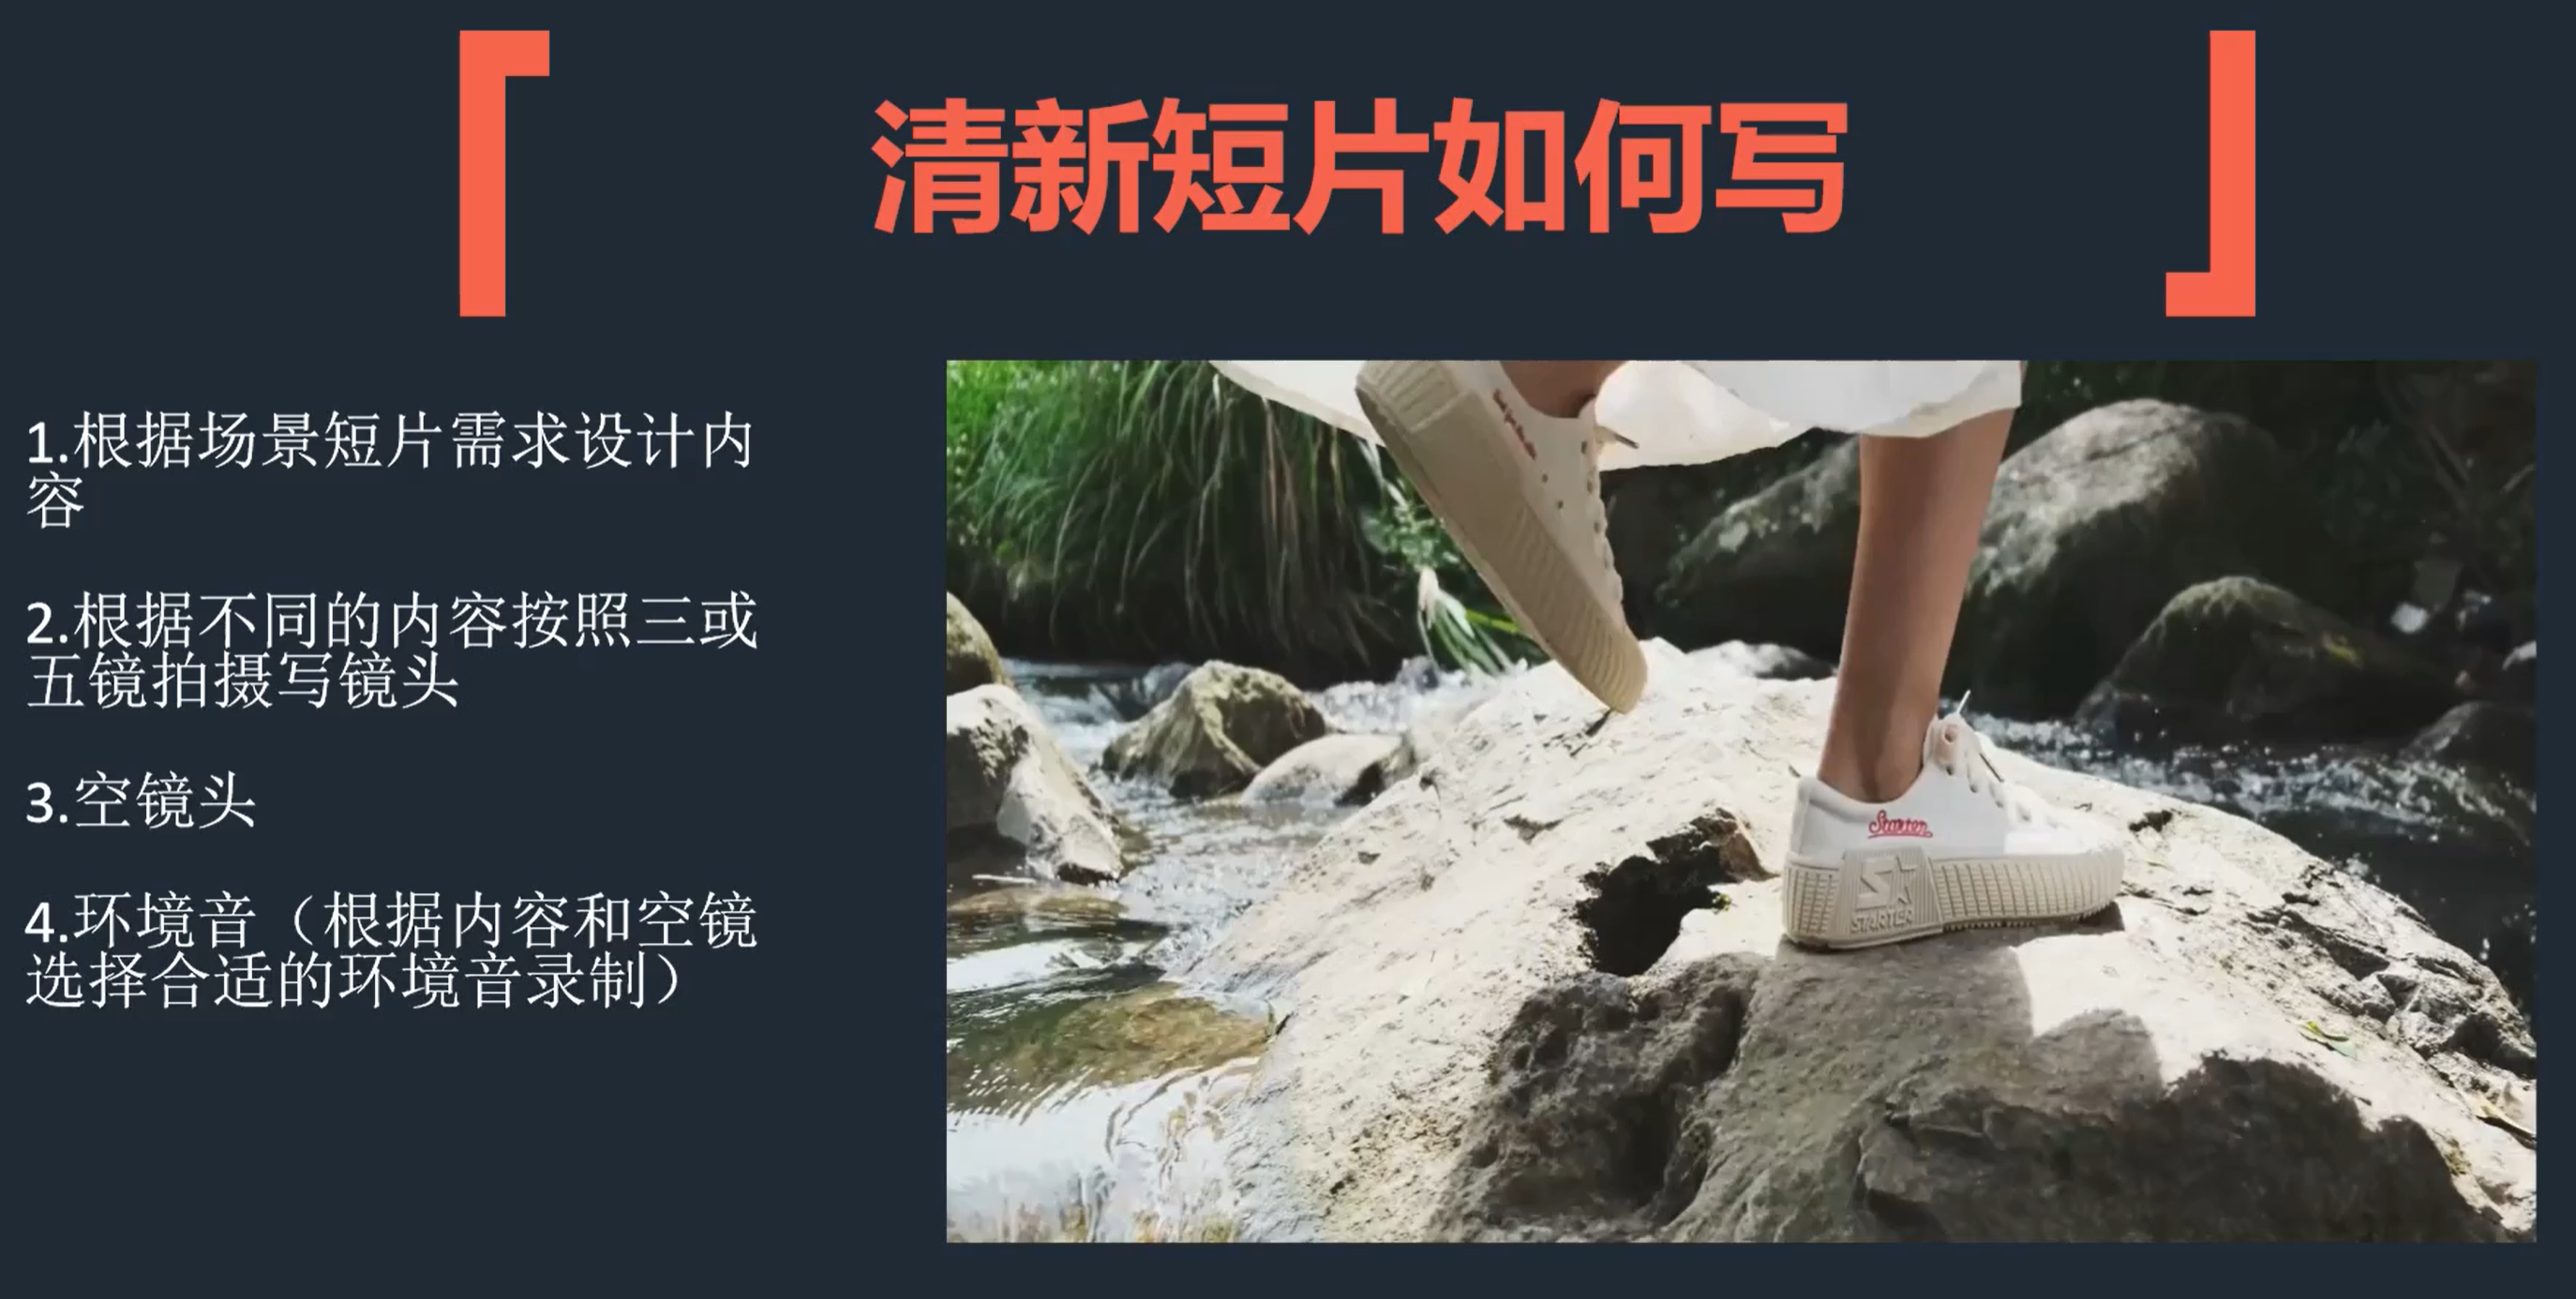 清新短片如何写
1.根据场景短片需求设计内
容
2.根据不同的内容按照三或
五镜拍摄写镜头
3.空镜头
4.环境音（根据内容和空镜
选择合适的环境音录制）
Starter
STARTER